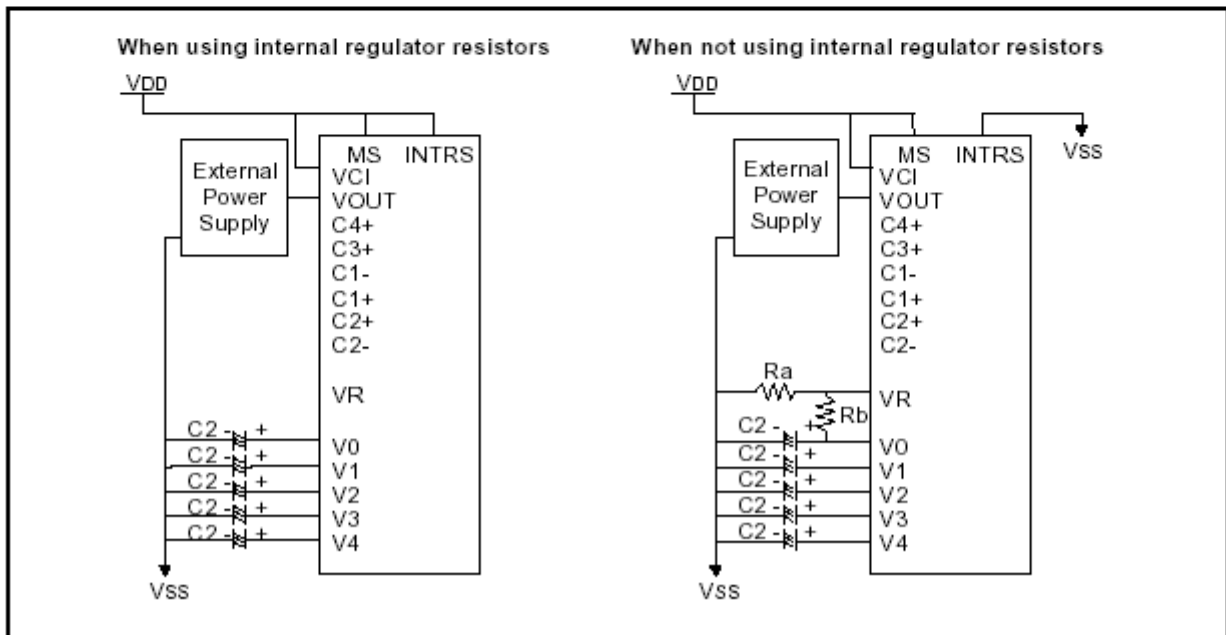 When using internal regulator resistors
VDD
MS INTRS
External
Power
Supply
VCI
VOUT
C4+
C3+
C1-
C1+
C2+
C2-
VR
C2 - + V0
C2 - + V1
C2 - + V2
C2 - + V3
C2 - + V4
VSS
When not using internal regulator resistors
VDD
MS INTRS
VSS
External
Power
Supply
VCI
VOUT
C4+
C3+
C1-
C1+
C2+
C2-
Ra
VR
Rb
C2 - + V0
C2 - + V1
C2 - + V2
C2 - + V3
C2 - + V4
VSS